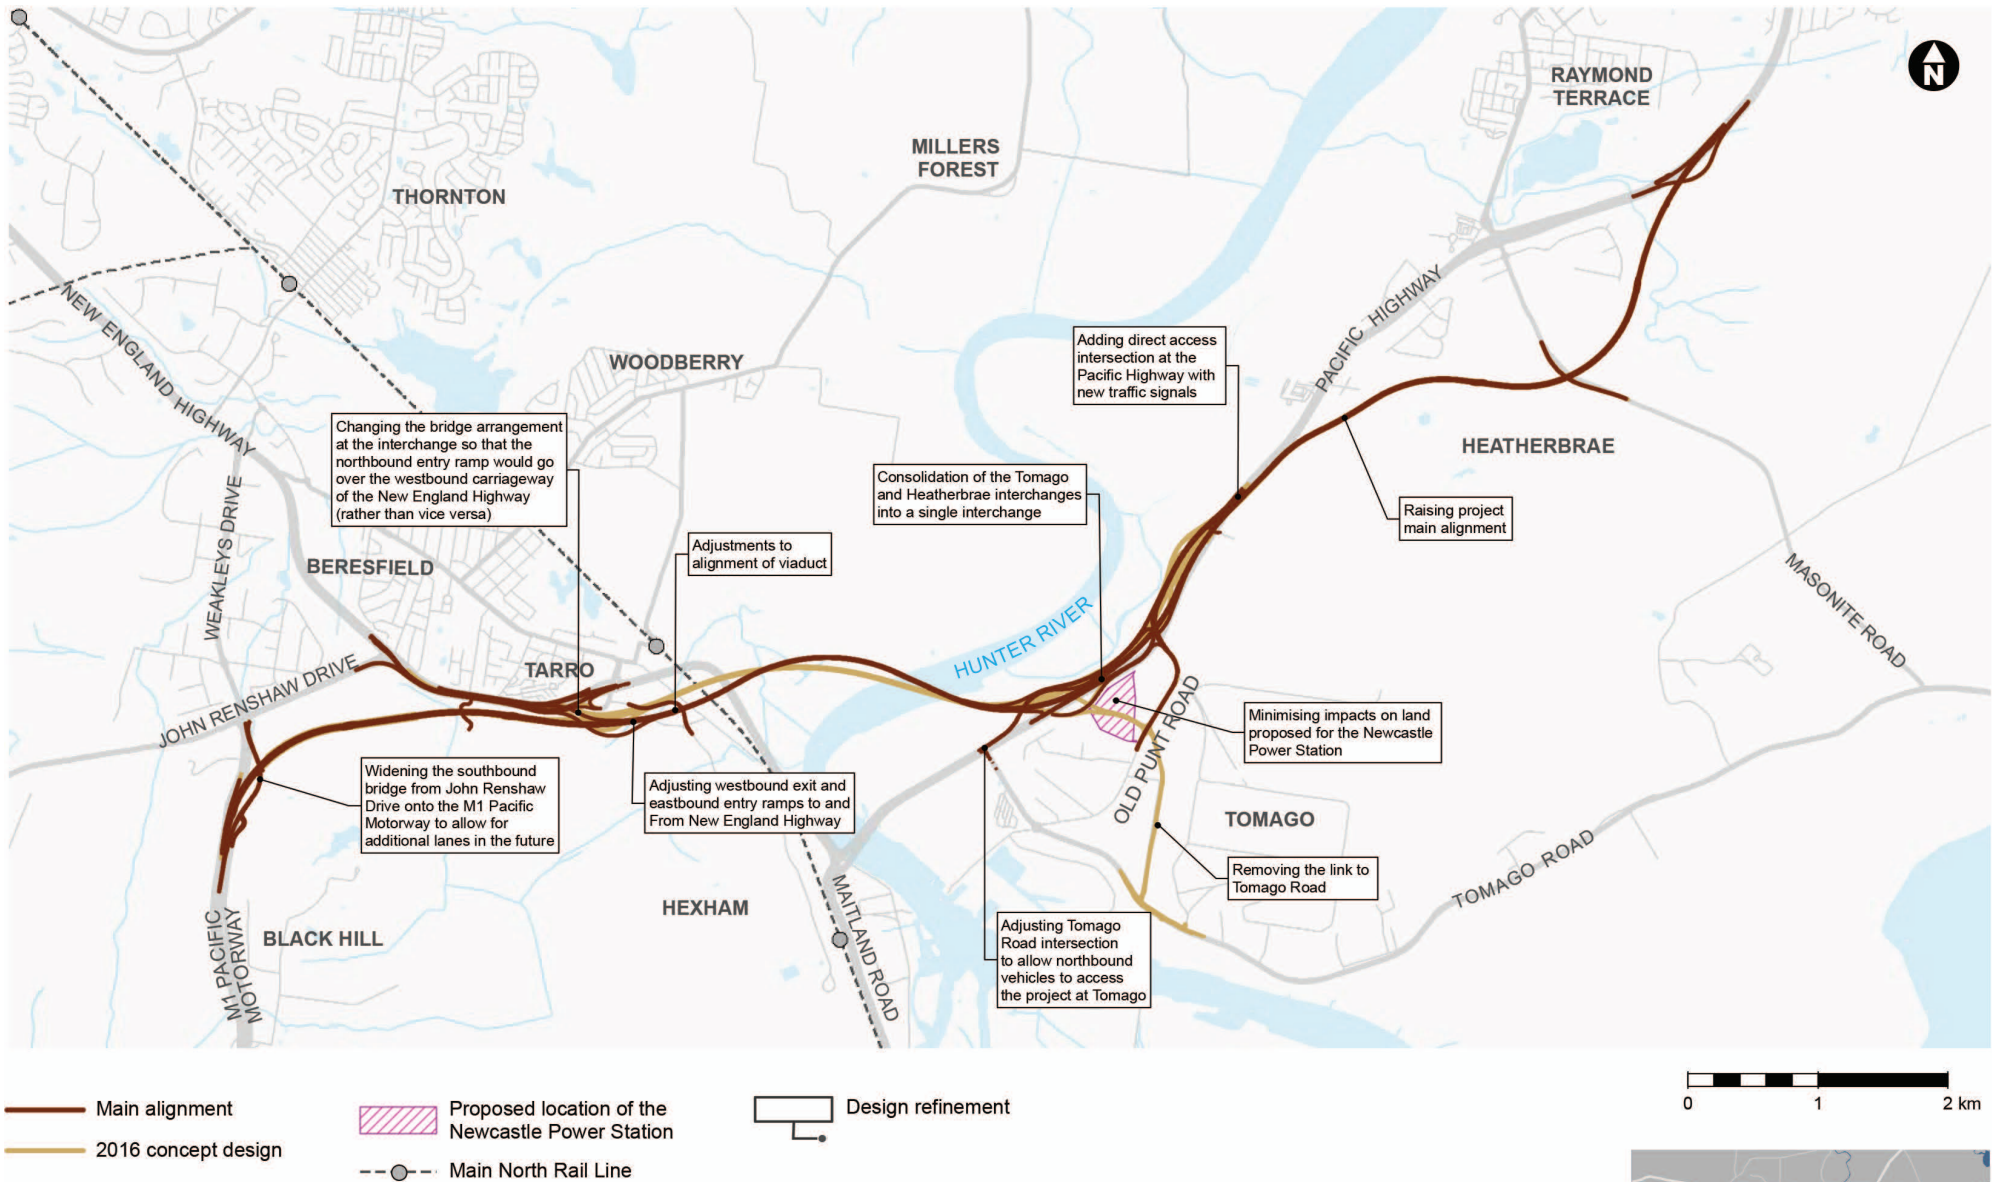 N
RAYMOND
TERRACE
MILLERS
FOREST
THORNTON
NEW ENGLAND HIGHWAY
PACIFIC HIGHWAY
WOODBERRY
Adding direct access
intersection at the
Pacific Highway with
new traffic signals
Changing the bridge arrangement
at the interchange so that the
northbound entry ramp would go
over the westbound carriageway
of the New England Highway
(rather than vice versa)
HEATHERBRAE
Consolidation of the Tomago
and Heatherbrae interchanges
into a single interchange
Raising project
main alignment
WEAKLEYS DRIVE
BERESFIELD
Adjustments to
alignment of viaduct
MASONITE ROAD
HUNTER RIVER
TARRO
JOHN RENSHAW DRIVE
OLD PUNT ROAD
Minimising impacts on land
proposed for the Newcastle
Power Station
Widening the southbound
bridge from John Renshaw
Drive onto the M1 Pacific
Motorway to allow for
additional lanes in the future
Adjusting westbound exit and
eastbound entry ramps to and
From New England Highway
TOMAGO
TOMAGO ROAD
Removing the link to
Tomago Road
HEXHAM
MAITLAND ROAD
Adjusting Tomago
Road intersection
to allow northbound
vehicles to access
the project at Tomago
BLACK HILL
M1 PACIFIC
MOTORWAY
0 1 2 km
Main alignment
2016 concept design
Proposed location of the
Newcastle Power Station
Main North Rail Line
Design refinement